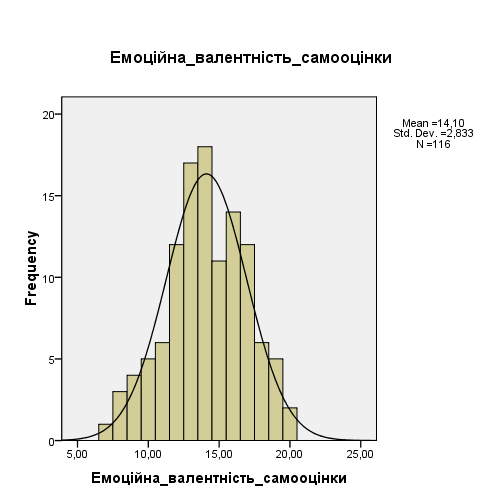 Емоційна_валентність_самооцінки
Mean =14,10
Std. Dev. =2,833
N =116
20
15
10
5
0
Frequency
5,00 10,00 15,00 20,00 25,00
Емоційна_валентність_самооцінки